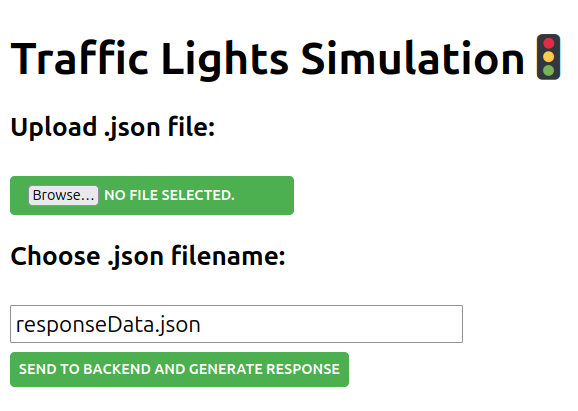 Traffic Lights Simulation🚦
Upload .json file:
Browse... NO FILE SELECTED.
Choose .json filename:
responseData.json
SEND TO BACKEND AND GENERATE RESPONSE